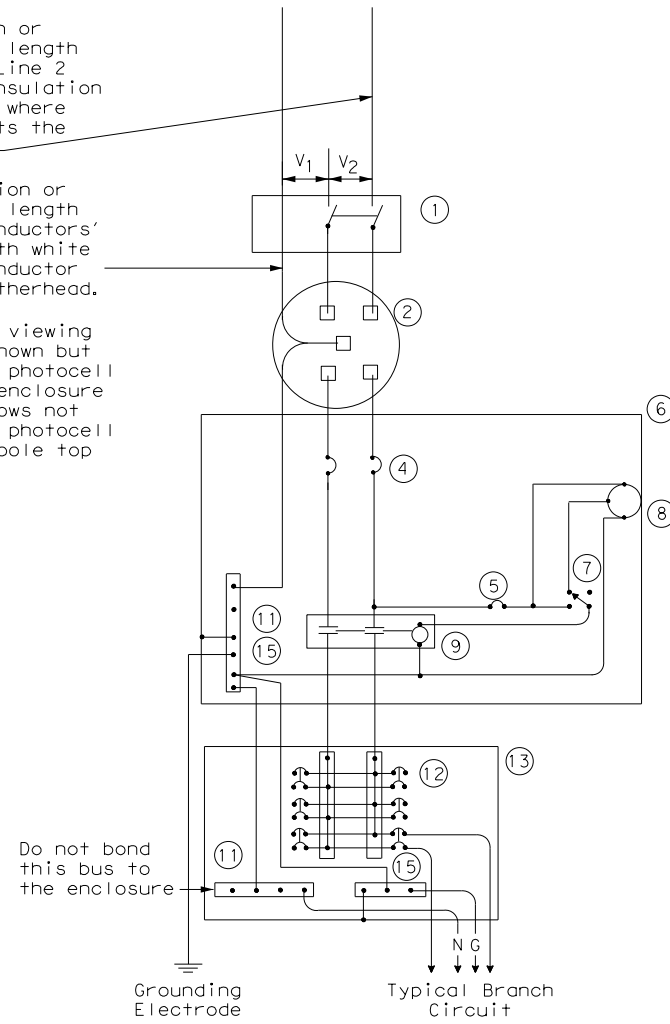 n or
length
Line 2
nsulation
where
ts the
ion or
length
nductors'
th white
nductor
therhead.
viewing
nown but
photocell
enclosure
ows not
photocell
pole top
V1 V2
1
2
6
4
8
7
5
11
9
15
13
12
11
15
Do not bond
this bus to
the enclosure
N G
Grounding
Electrode
Typical Branch
Circuit